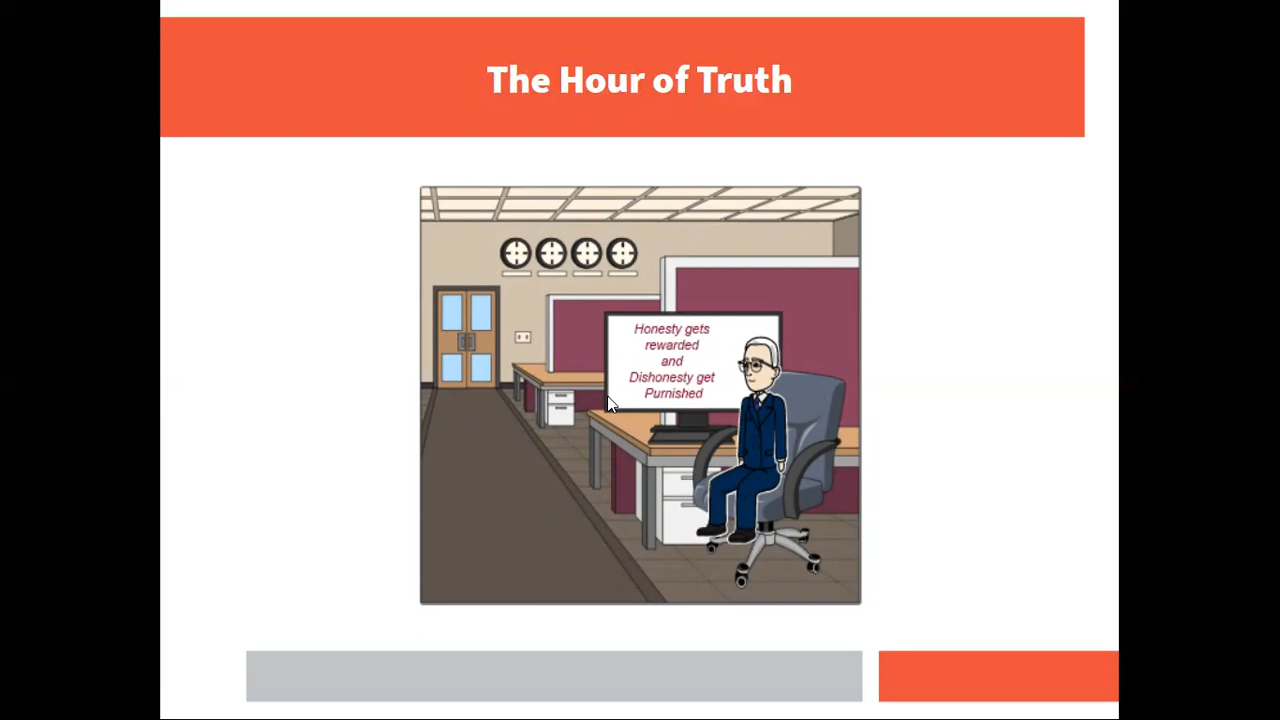 The Hour of Truth
Honesty gets
rewarded
and
Dishonesty get
Purnished